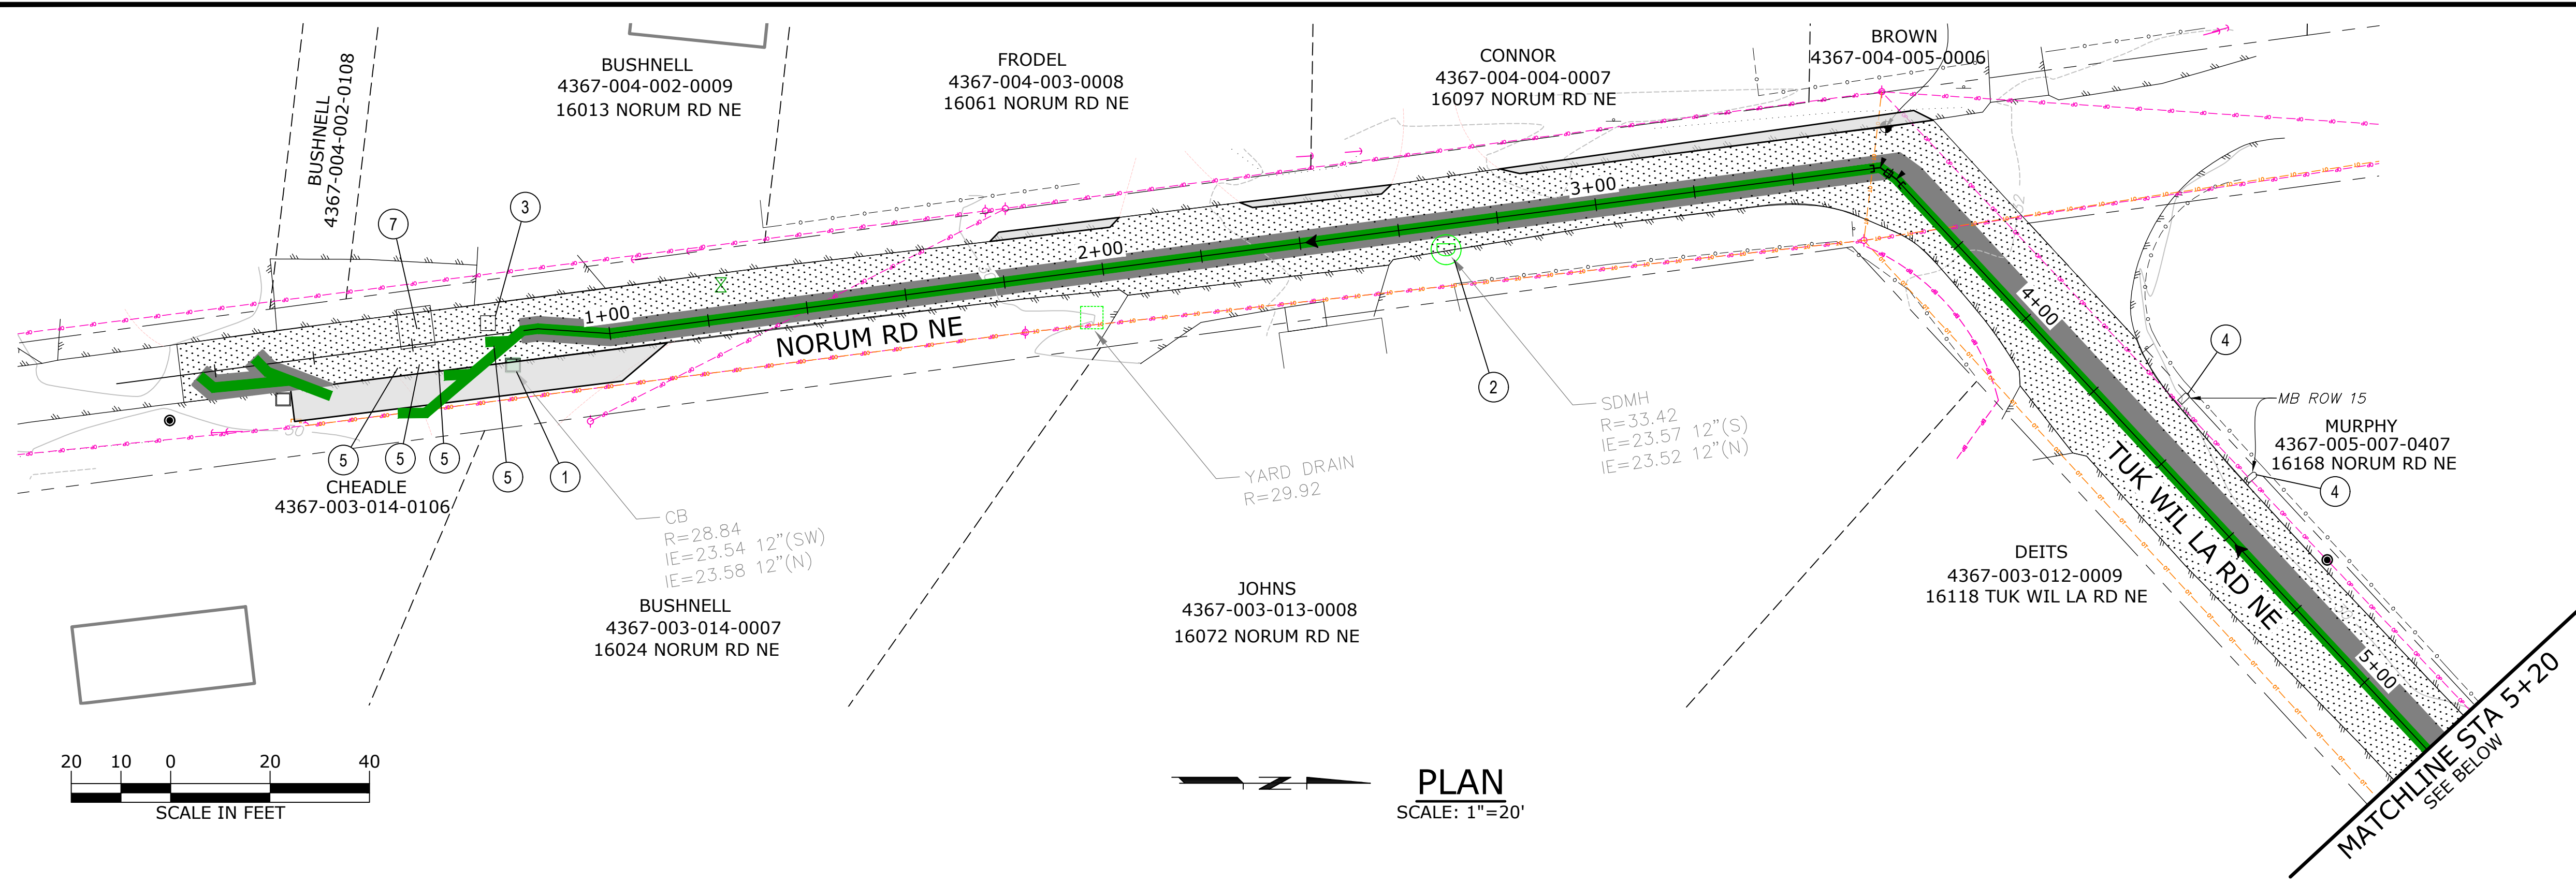 BUSHNELL
4367-004-002-0108
BUSHNELL
4367-004-002-0009
16013 NORUM RD NE
FRODEL
4367-004-003-0008
16061 NORUM RD NE
CONNOR
4367-004-004-0007
16097 NORUM RD NE
BROWN
4367-004-005-0006
7
3
1+00
2+00
3+00
4+00
5+00
NORUM RD NE
TUK WIL LA RD NE
5
5
5
5
1
2
4
4
CHEADLE
4367-003-014-0106
CB
R=28.84
IE=23.54 12"(SW)
IE=23.58 12"(N)
YARD DRAIN
R=29.92
SDMH
R=33.42
IE=23.57 12"(S)
IE=23.52 12"(N)
MB ROW 15
MURPHY
4367-005-007-0407
16168 NORUM RD NE
BUSHNELL
4367-003-014-0007
16024 NORUM RD NE
JOHNS
4367-003-013-0008
16072 NORUM RD NE
DEITS
4367-003-012-0009
16118 TUK WIL LA RD NE
MATCHLINE STA 5+20
SEE BELOW
20 10 0 20 40
SCALE IN FEET
PLAN
SCALE: 1"=20'